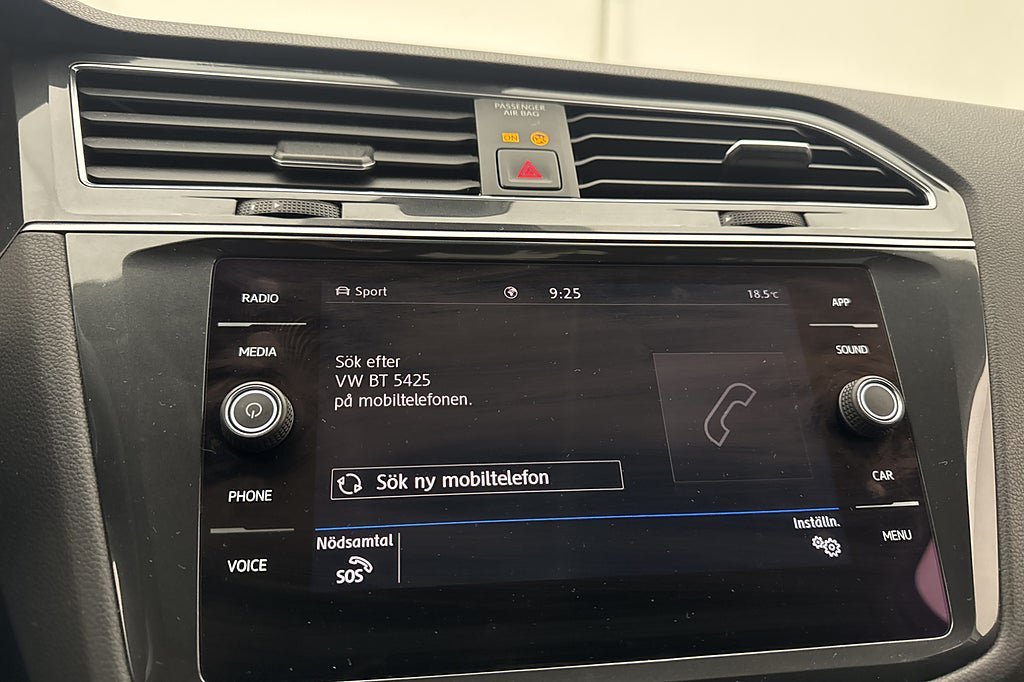 PASSENGER
AIR BAG
ON
RADIO
MEDIA
PHONE
VOICE
Sport
9:25
18.5°C
Sök efter
VW BT 5425
på mobiltelefonen.
Sök ny mobiltelefon
Nödsamtal
SOS
Inställn.
APP
SOUND
CAR
MENU